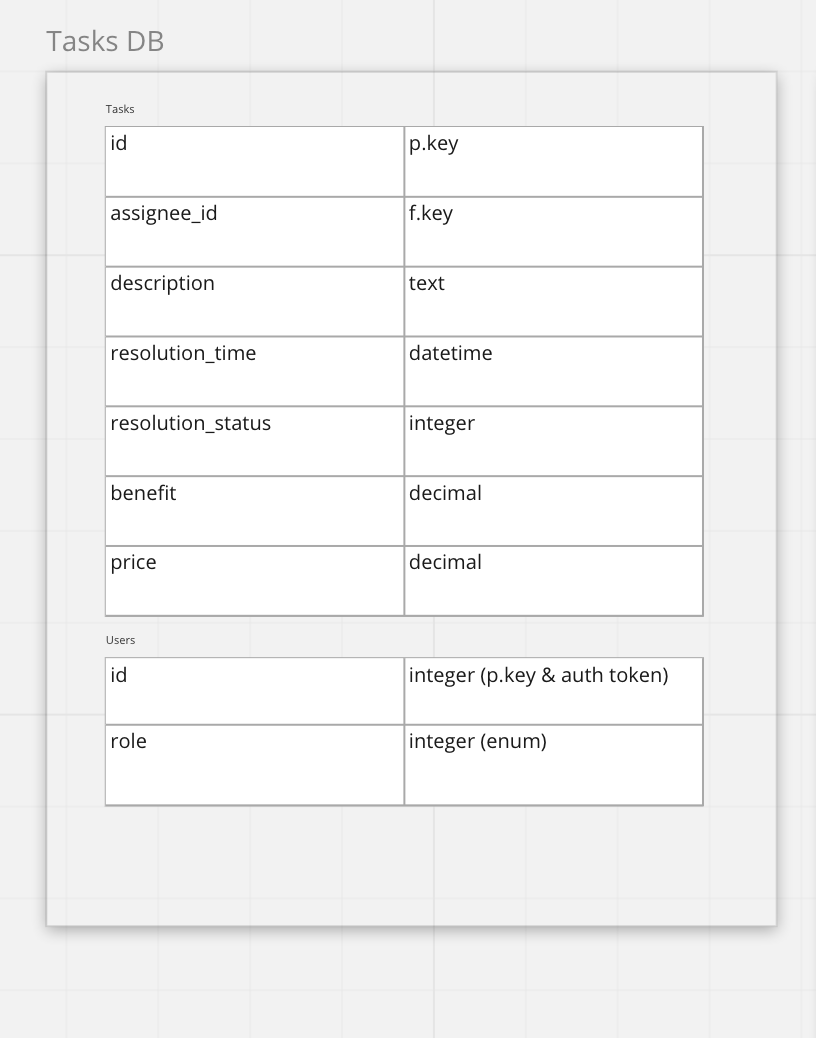 Tasks DB
Tasks
id p.key
assignee_id f.key
description text
resolution_time datetime
resolution_status integer
benefit decimal
price decimal
Users
id integer (p.key & auth token)
role integer (enum)